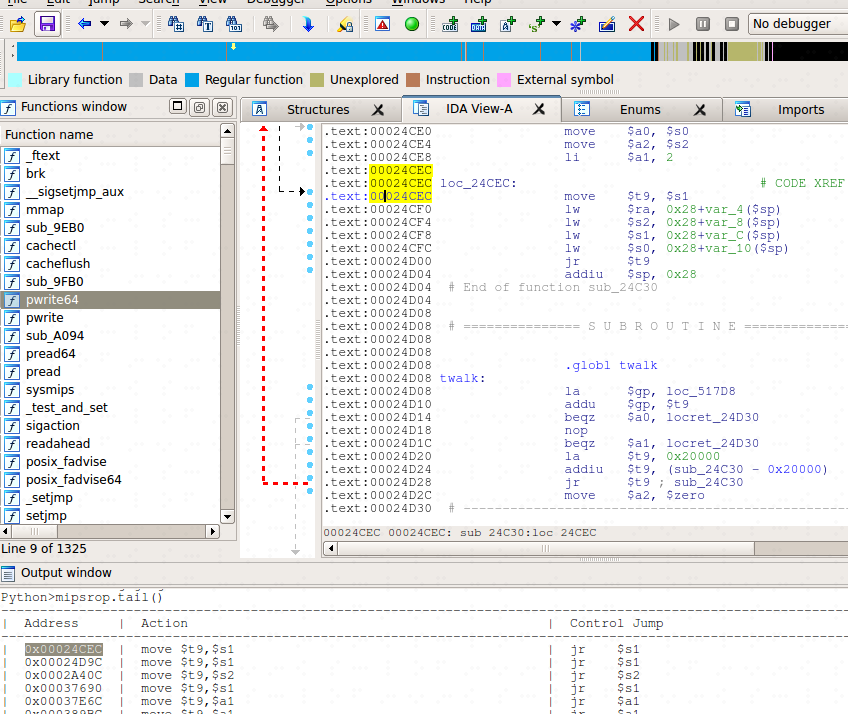 No debugger
Library function Data Regular function Unexplored Instruction External symbol
Functions window
Structures IDA View-A Enums Imports
Function name
_ftext
brk
__sigsetjmp_aux
mmap
sub_9EB0
cachectl
cacheflush
sub_9FB0
pwrite64
pwrite
sub_A094
pread64
pread
sysmips
_test_and_set
sigaction
readahead
posix_fadvise
posix_fadvise64
_setjmp
setjmp
Line 9 of 1325
.text:00024CE0 move $a0, $s0
.text:00024CE4 move $a2, $s2
.text:00024CE8 li $a1, 2
.text:00024CEC
.text:00024CEC loc_24CEC: # CODE XREF
.text:00024CEC move $t9, $s1
.text:00024CF0 lw $ra, 0x28+var_4($sp)
.text:00024CF4 lw $s2, 0x28+var_8($sp)
.text:00024CF8 lw $s1, 0x28+var_C($sp)
.text:00024CFC lw $s0, 0x28+var_10($sp)
.text:00024D00 jr $t9
.text:00024D04 addiu $sp, 0x28
.text:00024D04 # End of function sub_24C30
.text:00024D04
.text:00024D08
.text:00024D08 # =============== S U B R O U T I N E =============
.text:00024D08
.text:00024D08
.text:00024D08 .globl twalk
.text:00024D08 twalk:
.text:00024D08 la $gp, loc_517D8
.text:00024D10 addu $gp, $t9
.text:00024D14 beqz $a0, locret_24D30
.text:00024D18 nop
.text:00024D1C beqz $a1, locret_24D30
.text:00024D20 la $t9, 0x20000
.text:00024D24 addiu $t9, (sub_24C30 - 0x20000)
.text:00024D28 jr $t9 ; sub_24C30
.text:00024D2C move $a2, $zero
.text:00024D30 # ---------------------------------------------------
00024CEC 00024CEC: sub_24C30:loc_24CEC
Output window
Python>mipsrop.tail()
| Address | Action | Control Jump
| 0x00024CEC | move $t9,$s1 | jr $s1
| 0x00024D9C | move $t9,$s1 | jr $s1
| 0x0002A40C | move $t9,$s2 | jr $s2
| 0x00037690 | move $t9,$s1 | jr $s1
| 0x00037E6C | move $t9,$a1 | jr $a1
| 0x000389BC | move $t9,$a1 | jr $a1